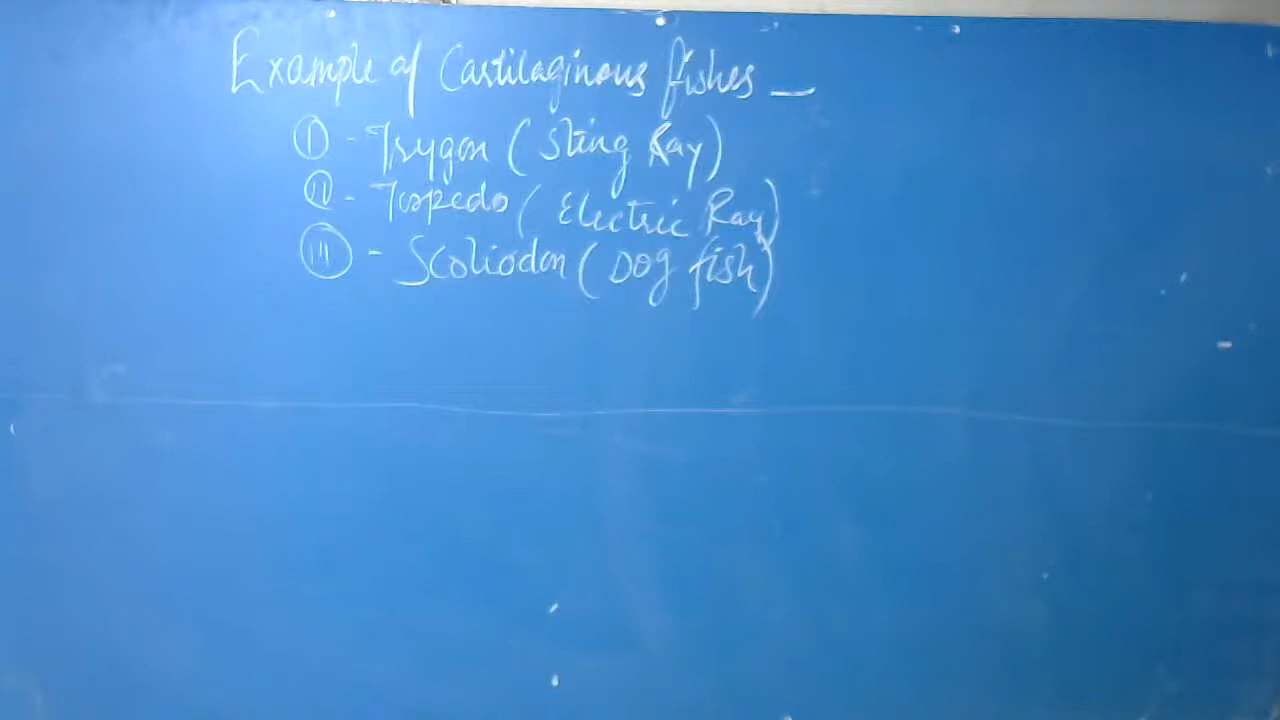 Example of Cartilaginous fishes —
(I) - Trygon (Sting Ray)
(II) - Torpedo (Electric Ray)
(III) - Scoliodon (Dog fish)